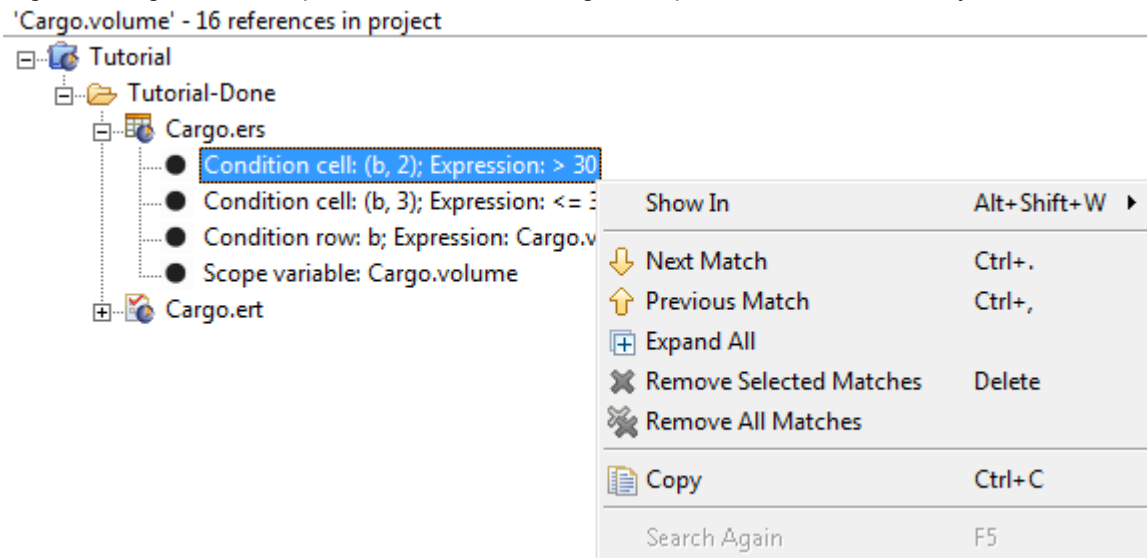 'Cargo.volume' - 16 references in project
Tutorial
Tutorial-Done
Cargo.ers
Condition cell: (b, 2); Expression: > 30
Condition cell: (b, 3); Expression: <=
Condition row: b; Expression: Cargo.v
Scope variable: Cargo.volume
Cargo.ert
Show In Alt+Shift+W
Next Match Ctrl+.
Previous Match Ctrl+,
Expand All
Remove Selected Matches Delete
Remove All Matches
Copy Ctrl+C
Search Again F5